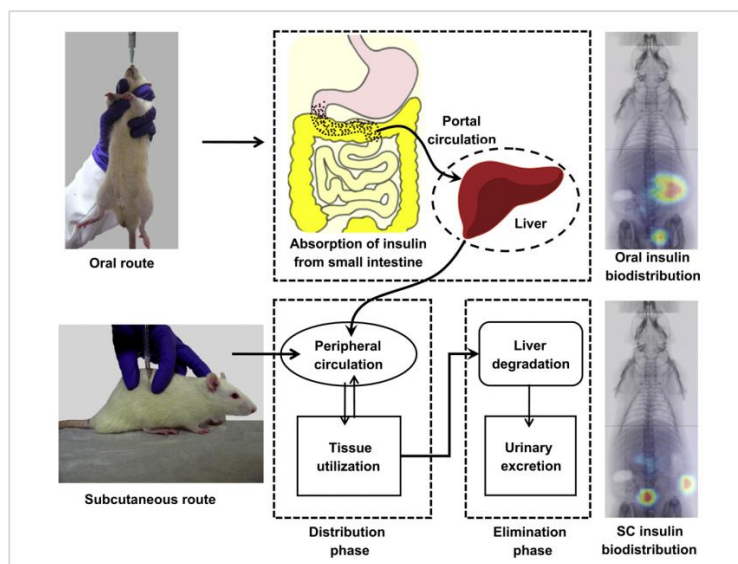 Oral route
Absorption of insulin
from small intestine
Portal
circulation
Liver
Oral insulin
biodistribution
Subcutaneous route
Peripheral
circulation
Tissue
utilization
Distribution
phase
Liver
degradation
Urinary
excretion
Elimination
phase
SC insulin
biodistribution